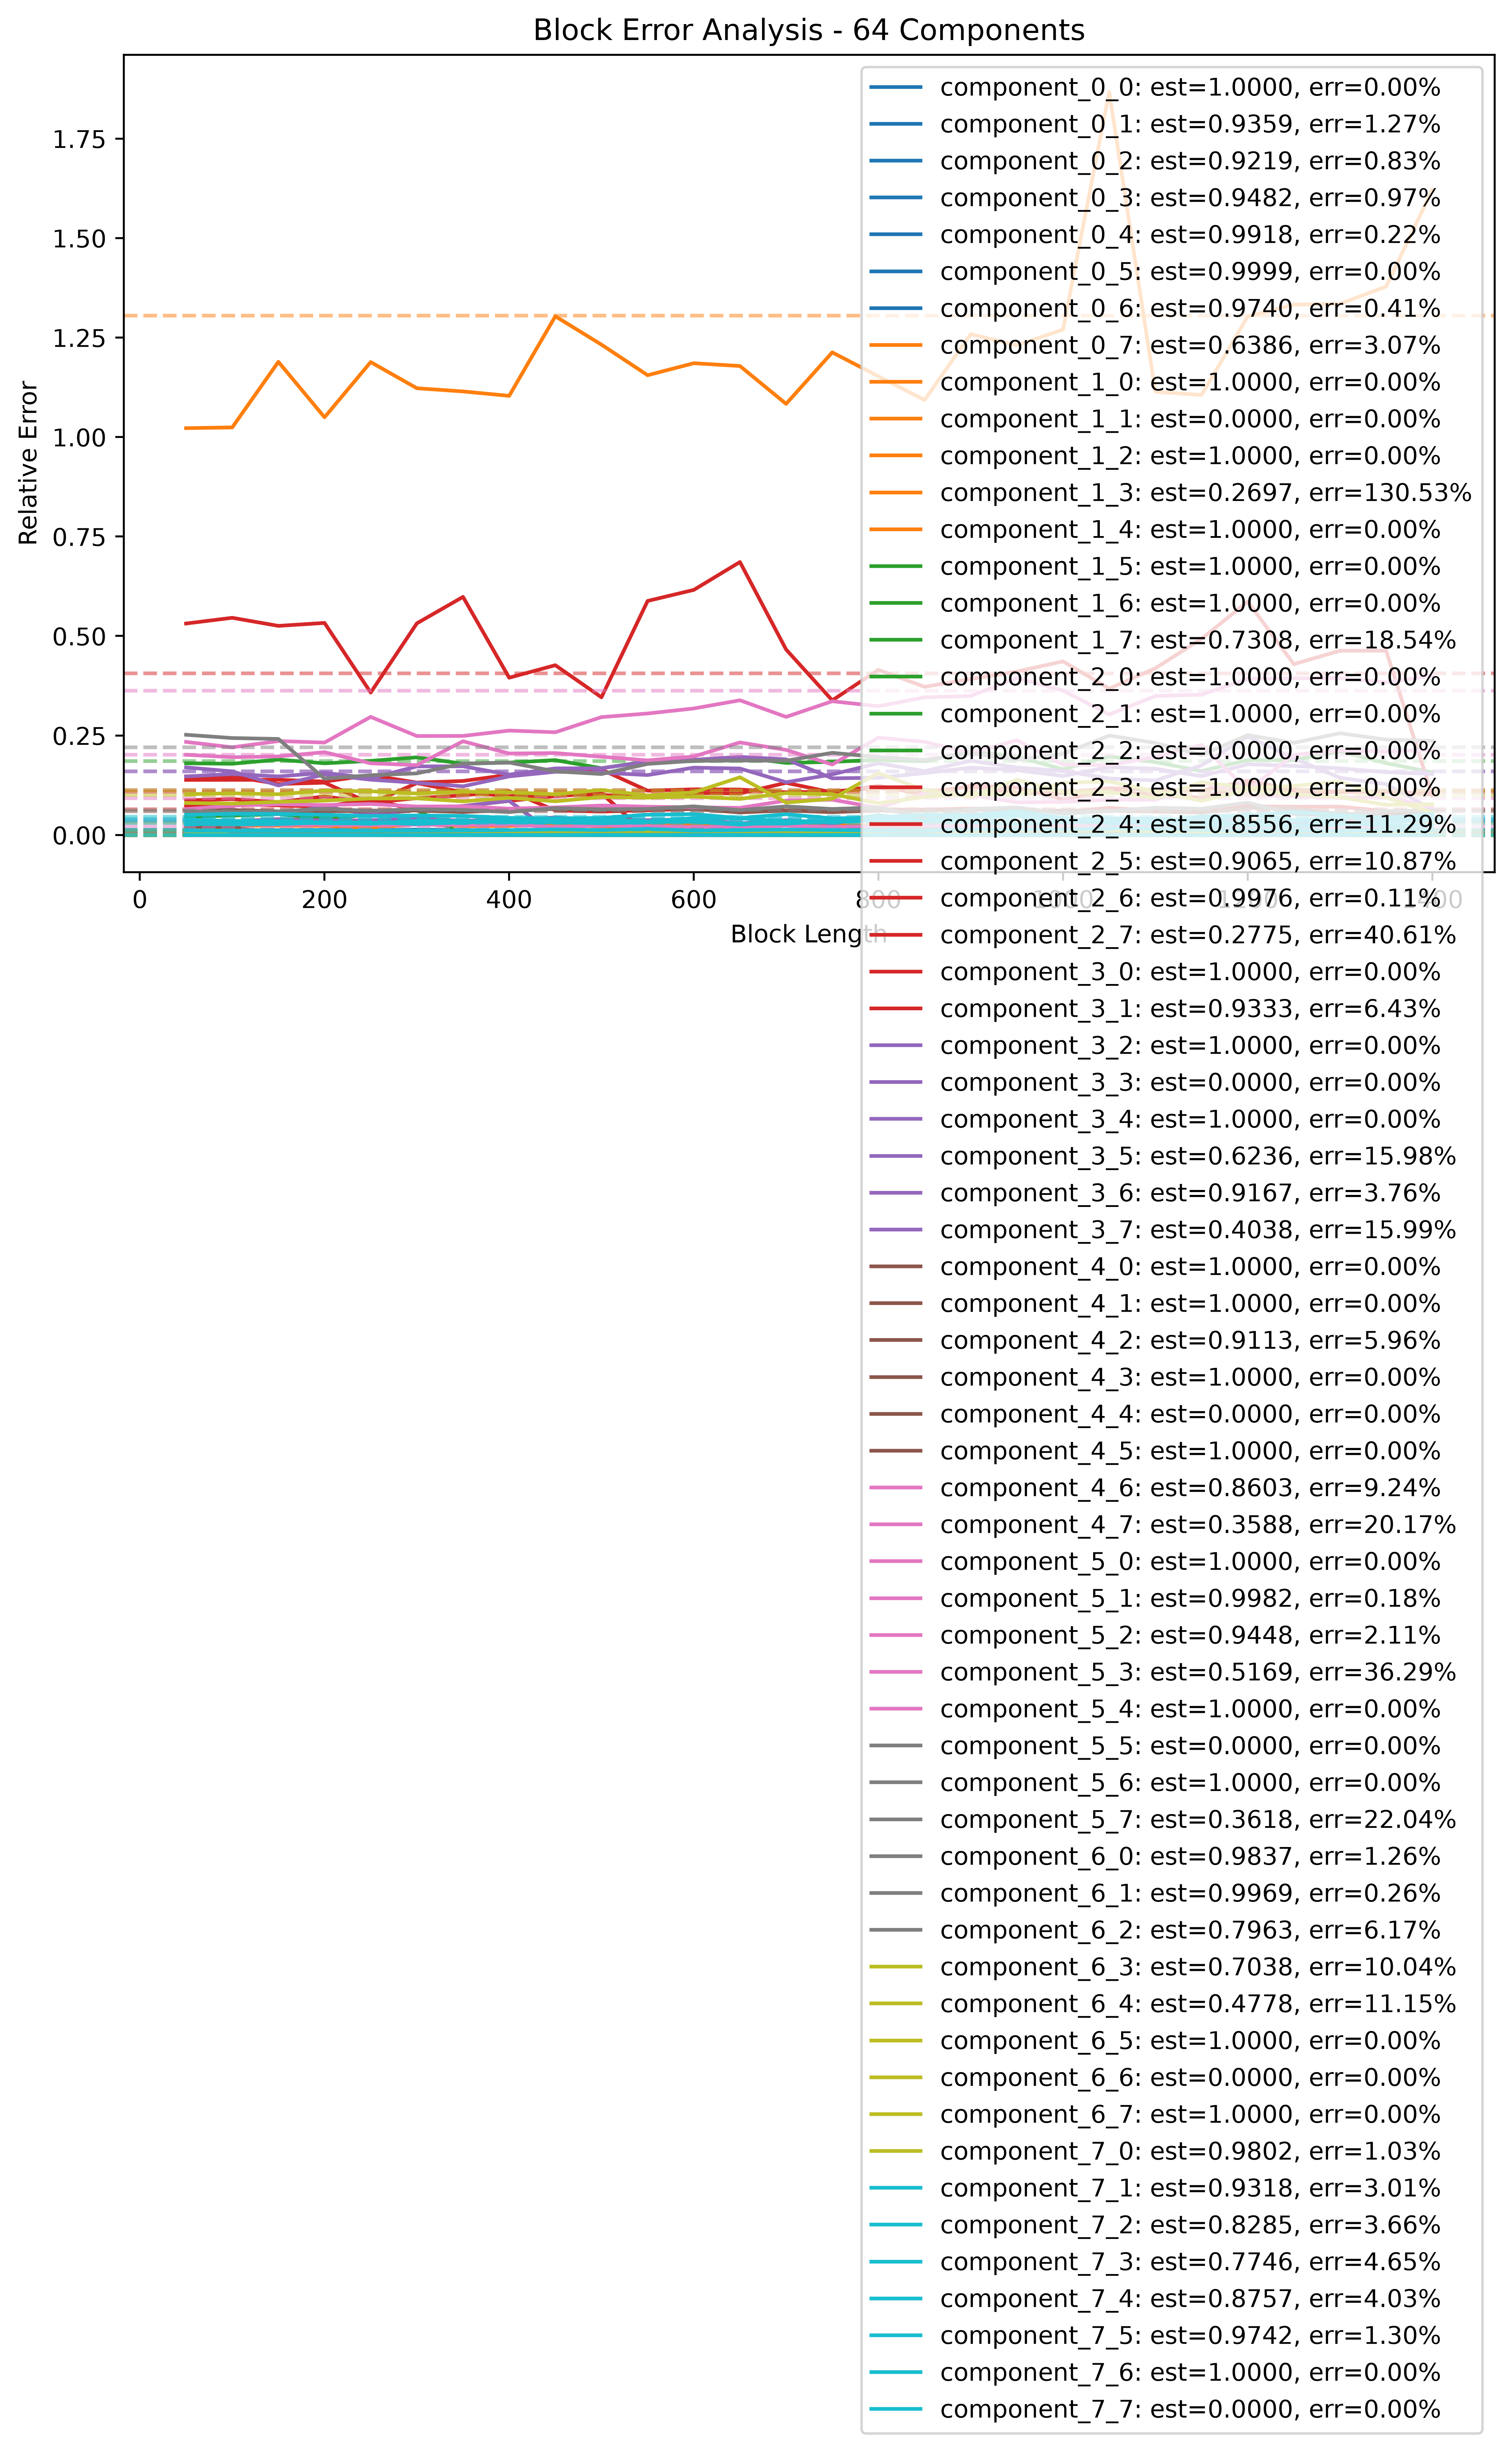 Block Error Analysis - 64 Components
Relative Error
1.75
1.50
1.25
1.00
0.75
0.50
0.25
0.00
0
200
400
600
800
1000
1200
1400
Block Length
component_0_0: est=1.0000, err=0.00%
component_0_1: est=0.9359, err=1.27%
component_0_2: est=0.9219, err=0.83%
component_0_3: est=0.9482, err=0.97%
component_0_4: est=0.9918, err=0.22%
component_0_5: est=0.9999, err=0.00%
component_0_6: est=0.9740, err=0.41%
component_0_7: est=0.6386, err=3.07%
component_1_0: est=1.0000, err=0.00%
component_1_1: est=0.0000, err=0.00%
component_1_2: est=1.0000, err=0.00%
component_1_3: est=0.2697, err=130.53%
component_1_4: est=1.0000, err=0.00%
component_1_5: est=1.0000, err=0.00%
component_1_6: est=1.0000, err=0.00%
component_1_7: est=0.7308, err=18.54%
component_2_0: est=1.0000, err=0.00%
component_2_1: est=1.0000, err=0.00%
component_2_2: est=0.0000, err=0.00%
component_2_3: est=1.0000, err=0.00%
component_2_4: est=0.8556, err=11.29%
component_2_5: est=0.9065, err=10.87%
component_2_6: est=0.9976, err=0.11%
component_2_7: est=0.2775, err=40.61%
component_3_0: est=1.0000, err=0.00%
component_3_1: est=0.9333, err=6.43%
component_3_2: est=1.0000, err=0.00%
component_3_3: est=0.0000, err=0.00%
component_3_4: est=1.0000, err=0.00%
component_3_5: est=0.6236, err=15.98%
component_3_6: est=0.9167, err=3.76%
component_3_7: est=0.4038, err=15.99%
component_4_0: est=1.0000, err=0.00%
component_4_1: est=1.0000, err=0.00%
component_4_2: est=0.9113, err=5.96%
component_4_3: est=1.0000, err=0.00%
component_4_4: est=0.0000, err=0.00%
component_4_5: est=1.0000, err=0.00%
component_4_6: est=0.8603, err=9.24%
component_4_7: est=0.3588, err=20.17%
component_5_0: est=1.0000, err=0.00%
component_5_1: est=0.9982, err=0.18%
component_5_2: est=0.9448, err=2.11%
component_5_3: est=0.5169, err=36.29%
component_5_4: est=1.0000, err=0.00%
component_5_5: est=0.0000, err=0.00%
component_5_6: est=1.0000, err=0.00%
component_5_7: est=0.3618, err=22.04%
component_6_0: est=0.9837, err=1.26%
component_6_1: est=0.9969, err=0.26%
component_6_2: est=0.7963, err=6.17%
component_6_3: est=0.7038, err=10.04%
component_6_4: est=0.4778, err=11.15%
component_6_5: est=1.0000, err=0.00%
component_6_6: est=0.0000, err=0.00%
component_6_7: est=1.0000, err=0.00%
component_7_0: est=0.9802, err=1.03%
component_7_1: est=0.9318, err=3.01%
component_7_2: est=0.8285, err=3.66%
component_7_3: est=0.7746, err=4.65%
component_7_4: est=0.8757, err=4.03%
component_7_5: est=0.9742, err=1.30%
component_7_6: est=1.0000, err=0.00%
component_7_7: est=0.0000, err=0.00%